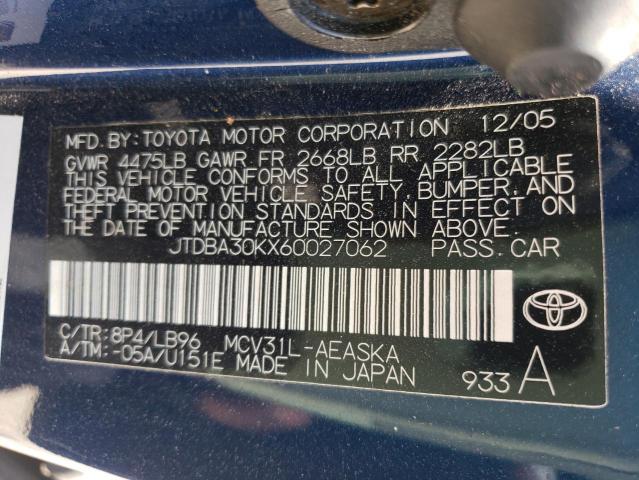 MFD. BY: TOYOTA MOTOR CORPORATION 12/05
GVWR 4475LB GAWR FR 2668LB RR 2282LB
THIS VEHICLE CONFORMS TO ALL APPLICABLE
FEDERAL MOTOR VEHICLE SAFETY, BUMPER, AND
THEFT PREVENTION STANDARDS IN EFFECT ON
THE DATE OF MANUFACTURE SHOWN ABOVE.
JTDBA30KX60027062 PASS. CAR
C/TR: 8P4/LB96 MCV31L-AEASKA
A/TM: -05A/U151E MADE IN JAPAN 933 A